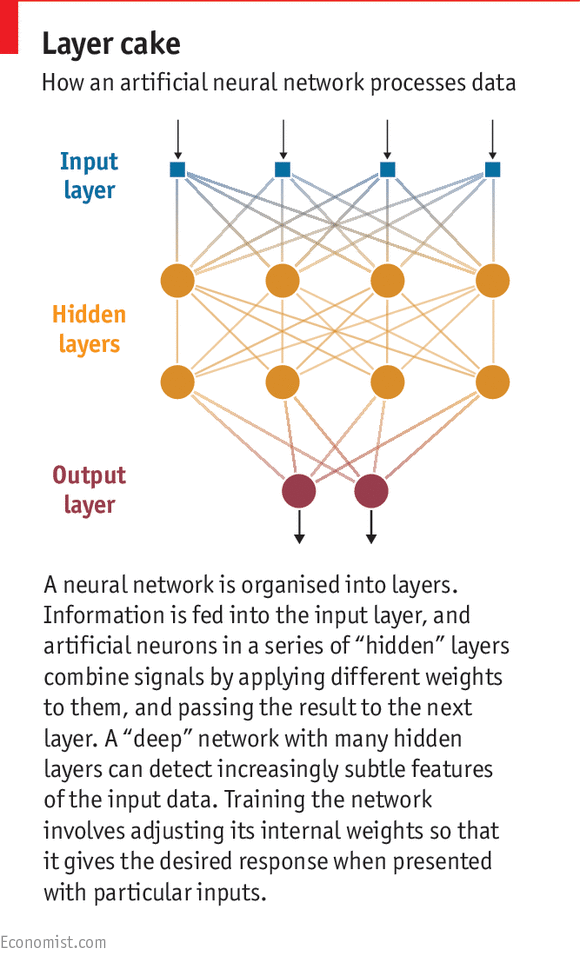 Layer cake
How an artificial neural network processes data
Input
layer
Hidden
layers
Output
layer
A neural network is organised into layers.
Information is fed into the input layer, and
artificial neurons in a series of “hidden” layers
combine signals by applying different weights
to them, and passing the result to the next
layer. A “deep” network with many hidden
layers can detect increasingly subtle features
of the input data. Training the network
involves adjusting its internal weights so that
it gives the desired response when presented
with particular inputs.
Economist.com